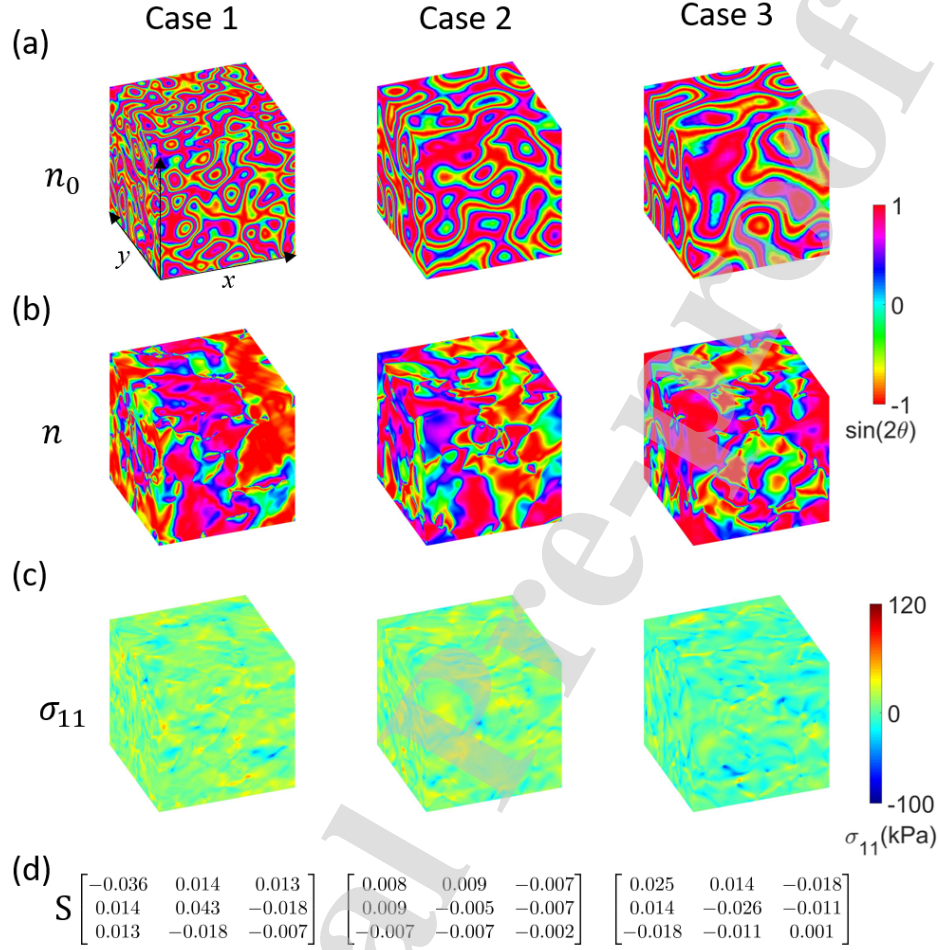 Case 1 Case 2 Case 3
(a)
n₀
y
x
1
0
-1
sin(2θ)
(b)
n
(c)
σ₁₁
120
0
-100
σ₁₁(kPa)
(d)
S
−0.036 0.014 0.013
0.014 0.043 −0.018
0.013 −0.018 −0.007
0.008 0.009 −0.007
0.009 −0.005 −0.007
−0.007 −0.007 −0.002
0.025 0.014 −0.018
0.014 −0.026 −0.011
−0.018 −0.011 0.001
al Pre-proof